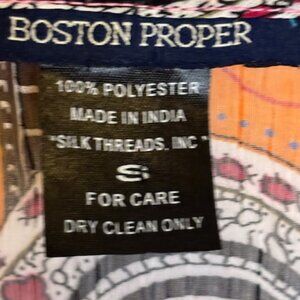 BOSTON PROPER
100% POLYESTER
MADE IN INDIA
"SILK THREADS, INC "
S
FOR CARE
DRY CLEAN ONLY